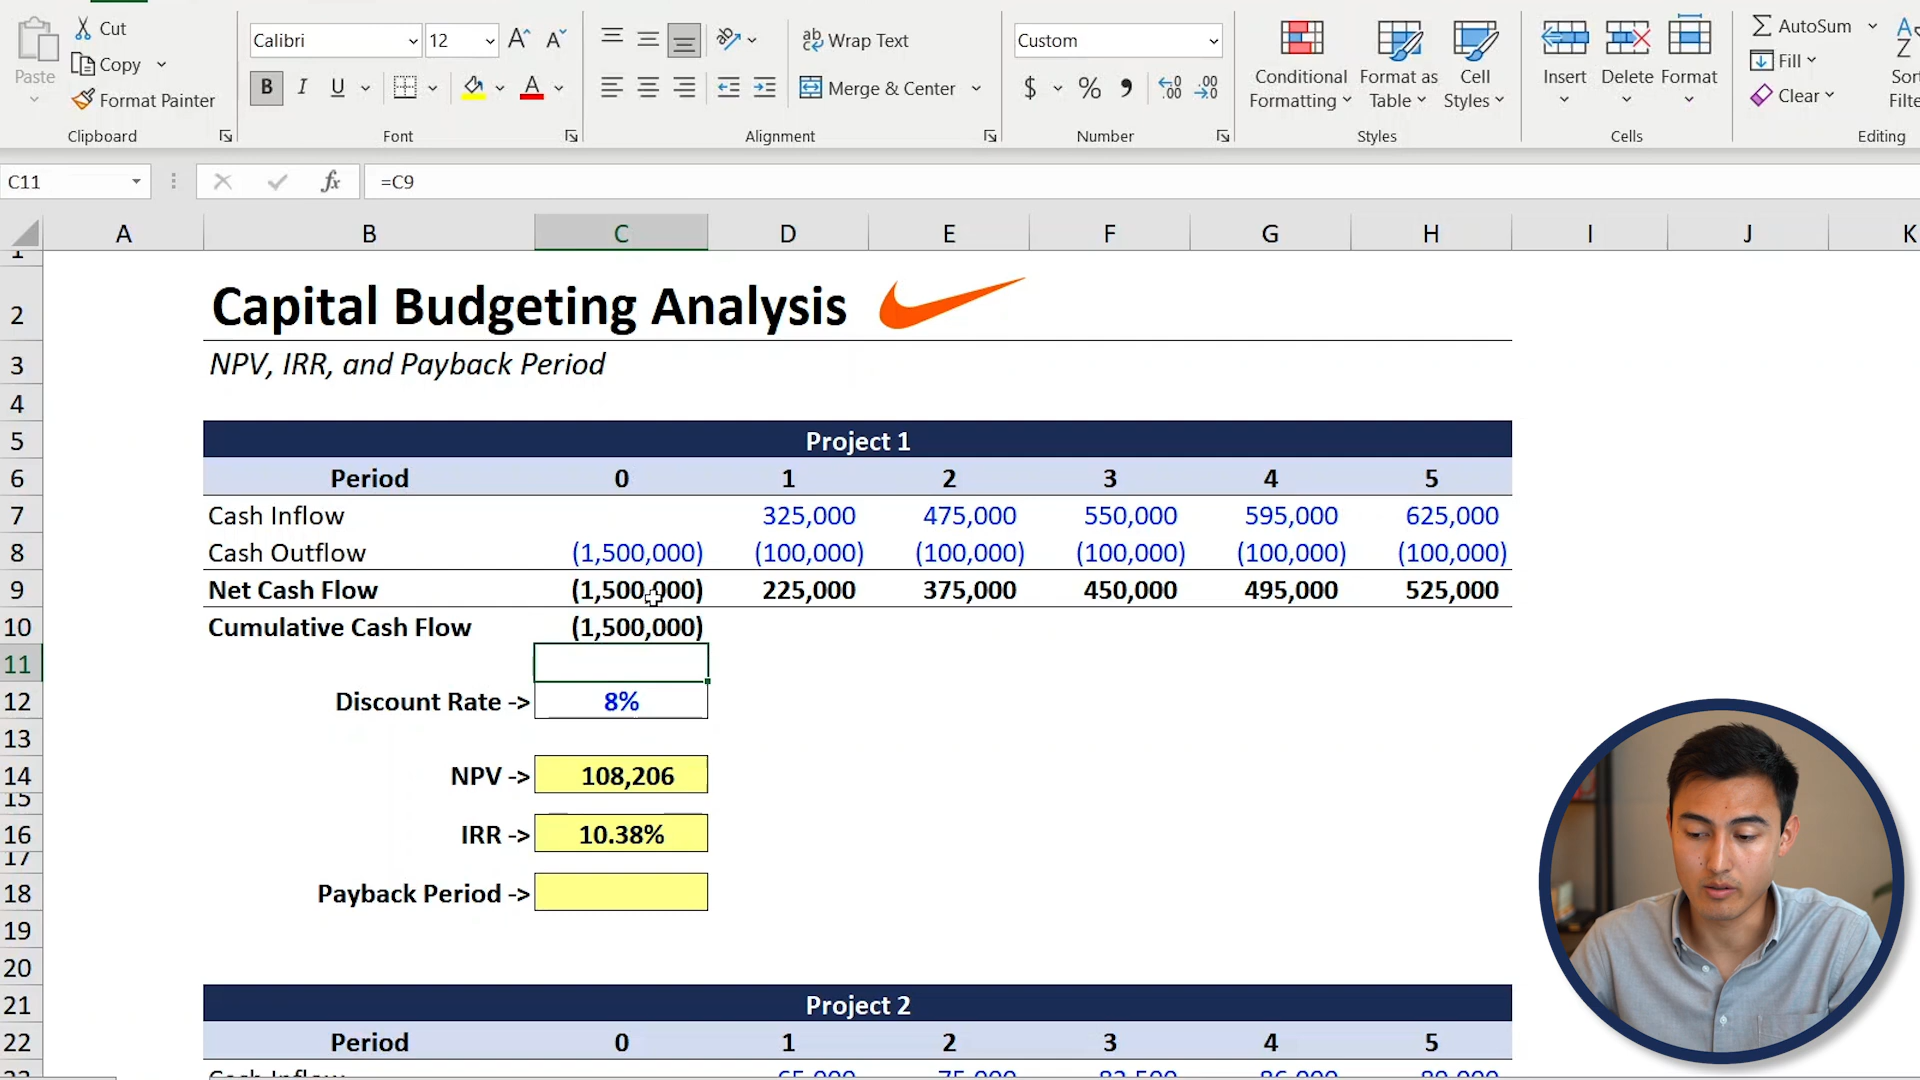 Cut
Copy
Paste
Format Painter
Clipboard
Calibri
12
B I U
Font
Wrap Text
Merge & Center
Alignment
Custom
$ %
Number
Conditional Formatting
Format as Table
Cell Styles
Styles
Insert
Delete
Format
Cells
AutoSum
Fill
Clear
Editing
C11
fx
=C9
A B C D E F G H I J K
1
2 Capital Budgeting Analysis
3 NPV, IRR, and Payback Period
4
5 Project 1
6 Period 0 1 2 3 4 5
7 Cash Inflow 325,000 475,000 550,000 595,000 625,000
8 Cash Outflow (1,500,000) (100,000) (100,000) (100,000) (100,000) (100,000)
9 Net Cash Flow (1,500,000) 225,000 375,000 450,000 495,000 525,000
10 Cumulative Cash Flow (1,500,000)
11
12 Discount Rate -> 8%
13
14 NPV -> 108,206
15
16 IRR -> 10.38%
17
18 Payback Period ->
19
20
21 Project 2
22 Period 0 1 2 3 4 5